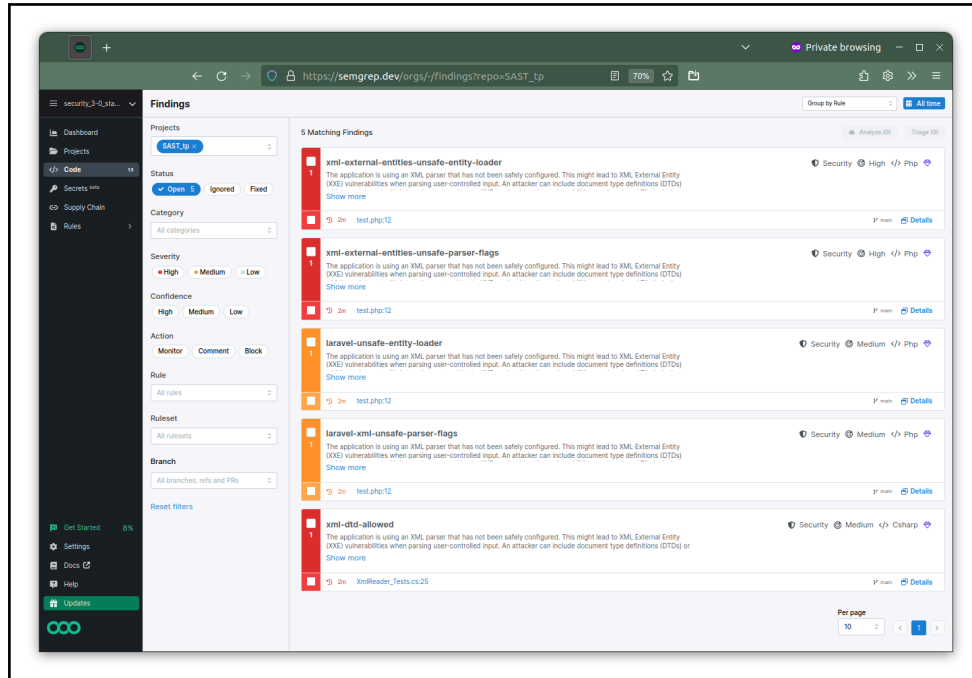 Private browsing
https://semgrep.dev/orgs/-/findings?repo=SAST_tp
70%
security_3-0_sta...
Findings
Group by Rule
All time
Dashboard
Projects
Code 13
Secrets beta
Supply Chain
Rules
Get Started 8%
Settings
Docs
Help
Updates
Projects
SAST_tp ×
Status
Open 5 Ignored Fixed
Category
All categories
Severity
High Medium Low
Confidence
High Medium Low
Action
Monitor Comment Block
Rule
All rules
Ruleset
All rulesets
Branch
All branches, refs and PRs
Reset filters
5 Matching Findings
Analyze (0) Triage (0)
xml-external-entities-unsafe-entity-loader
Security High Php
1
The application is using an XML parser that has not been safely configured. This might lead to XML External Entity
(XXE) vulnerabilities when parsing user-controlled input. An attacker can include document type definitions (DTDs)
Show more
2m test.php:12 main Details
xml-external-entities-unsafe-parser-flags
Security High Php
1
The application is using an XML parser that has not been safely configured. This might lead to XML External Entity
(XXE) vulnerabilities when parsing user-controlled input. An attacker can include document type definitions (DTDs)
Show more
2m test.php:12 main Details
laravel-unsafe-entity-loader
Security Medium Php
1
The application is using an XML parser that has not been safely configured. This might lead to XML External Entity
(XXE) vulnerabilities when parsing user-controlled input. An attacker can include document type definitions (DTDs)
Show more
2m test.php:12 main Details
laravel-xml-unsafe-parser-flags
Security Medium Php
1
The application is using an XML parser that has not been safely configured. This might lead to XML External Entity
(XXE) vulnerabilities when parsing user-controlled input. An attacker can include document type definitions (DTDs)
Show more
2m test.php:12 main Details
xml-dtd-allowed
Security Medium Csharp
1
The application is using an XML parser that has not been safely configured. This might lead to XML External Entity
(XXE) vulnerabilities when parsing user-controlled input. An attacker can include document type definitions (DTDs) or
Show more
2m XmlReader_Tests.cs:25 main Details
Per page
10 1